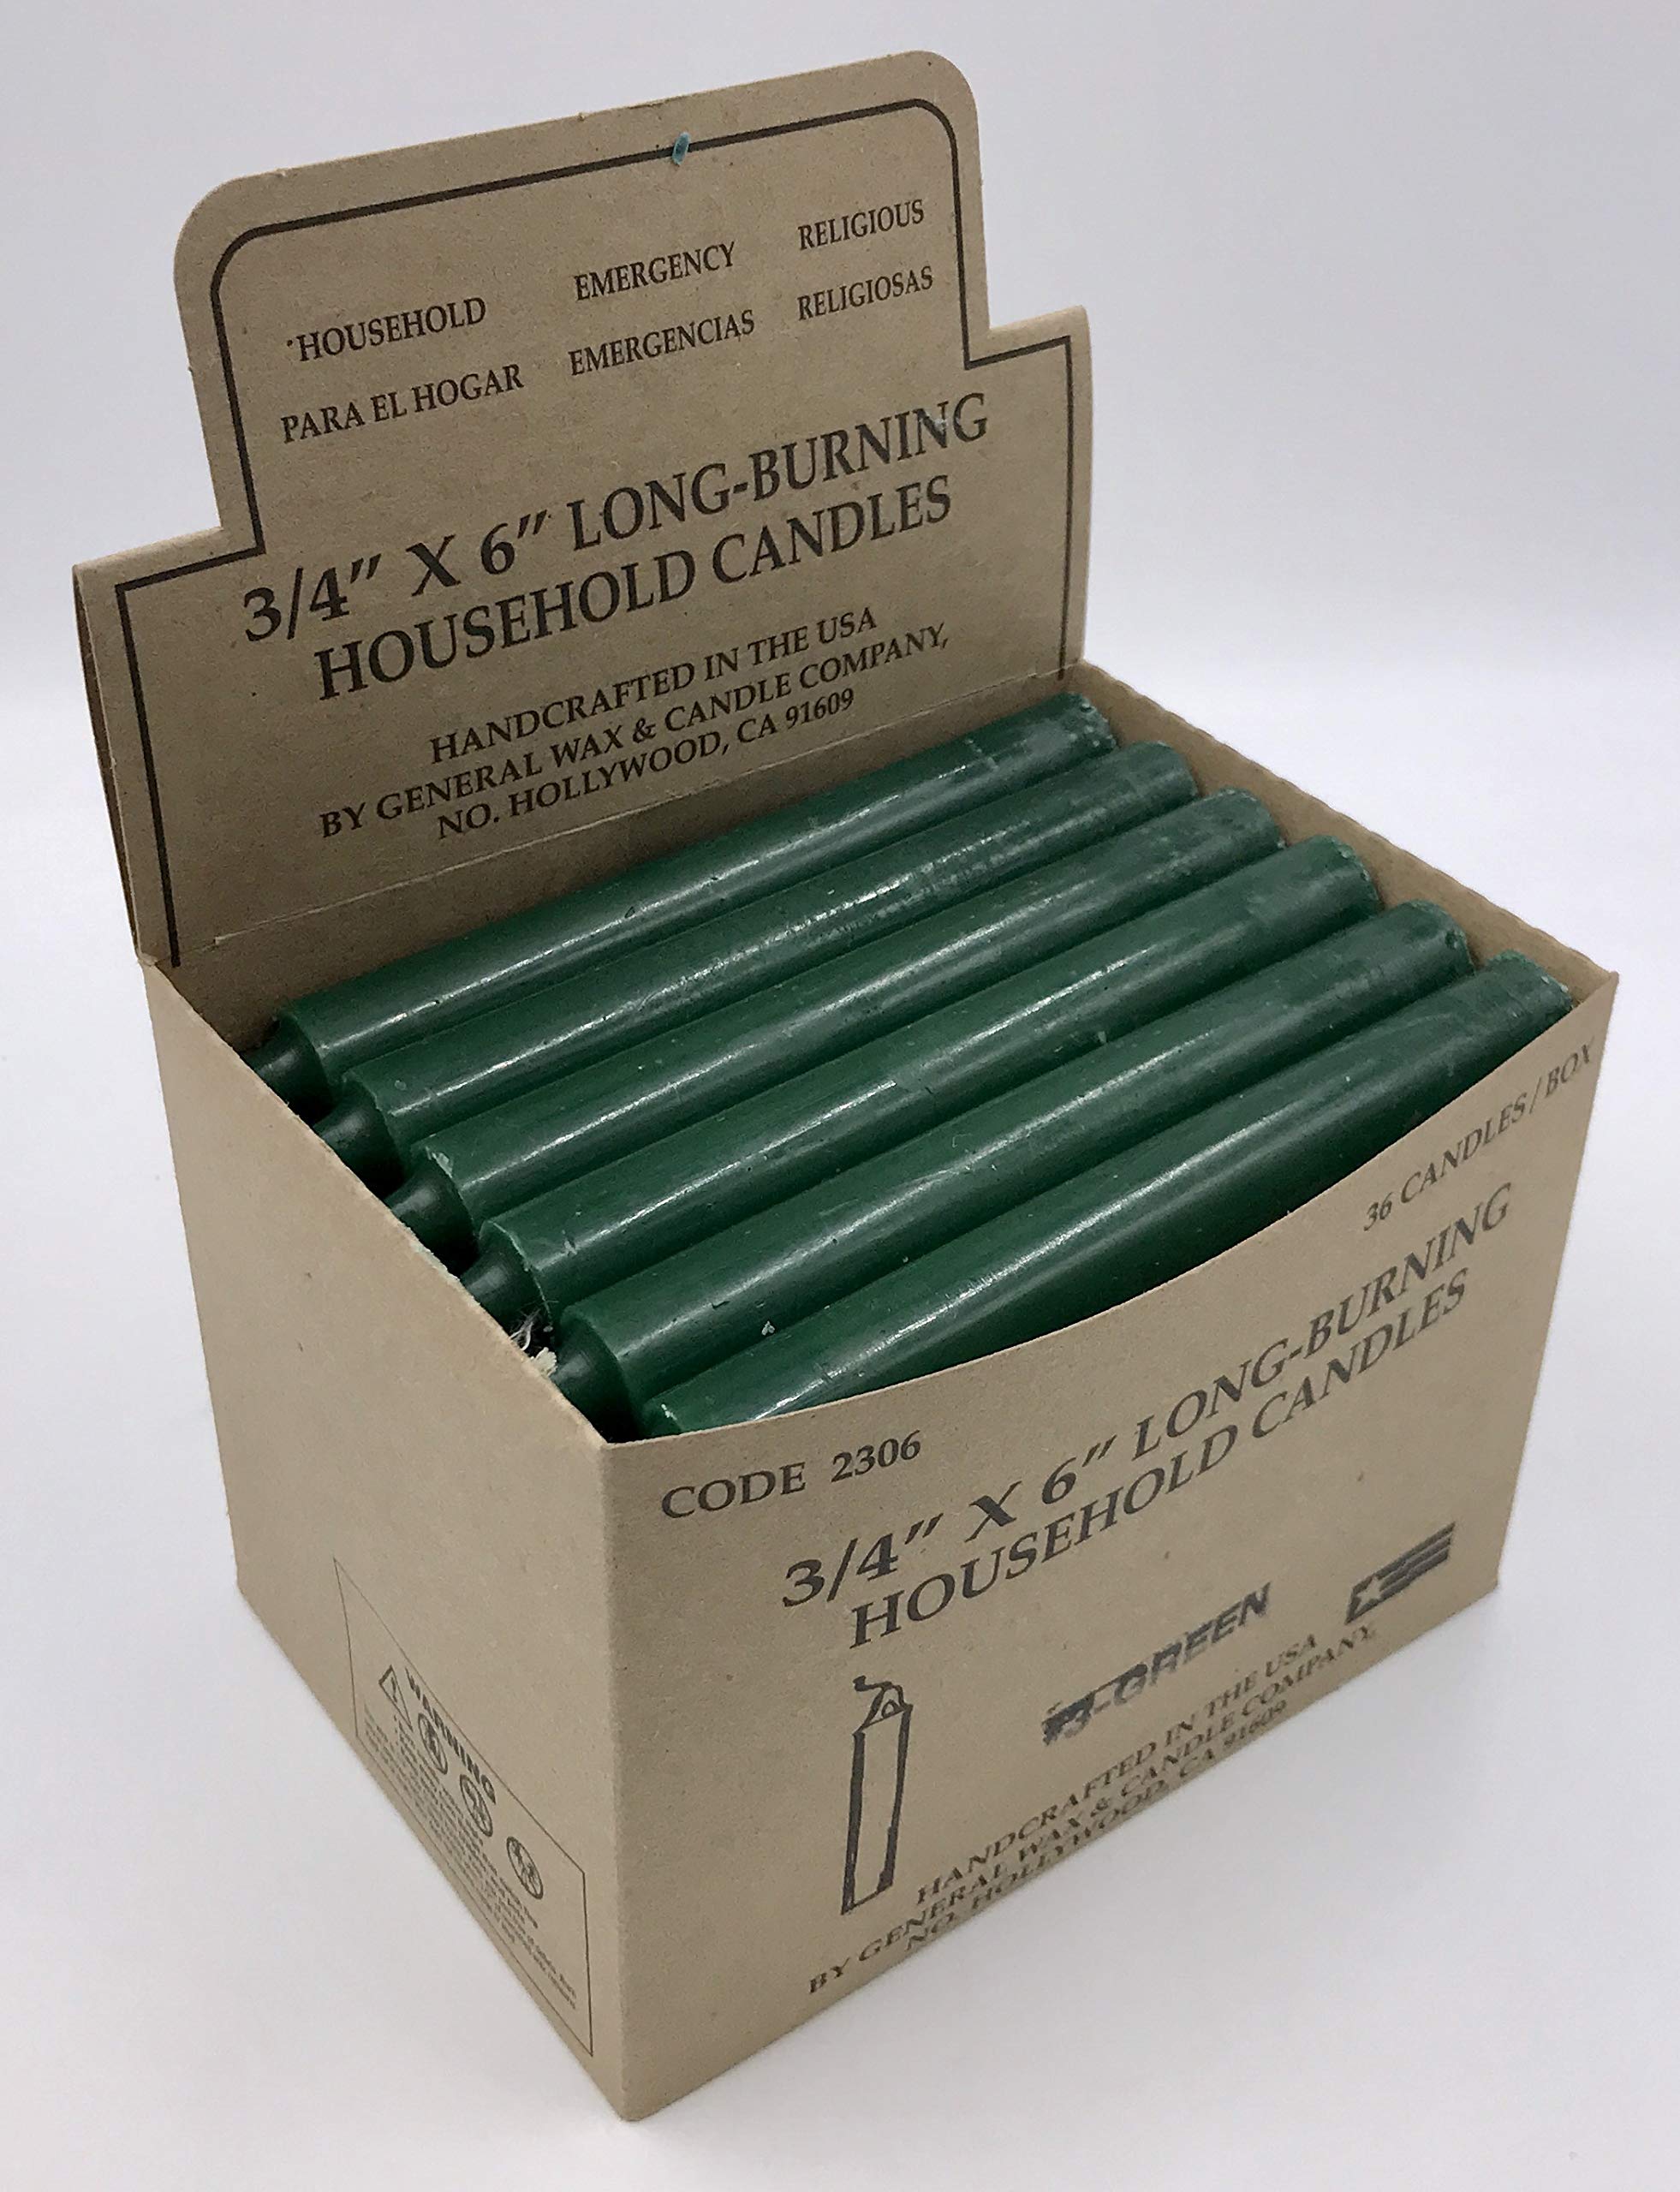 HOUSEHOLD EMERGENCY RELIGIOUS
PARA EL HOGAR EMERGENCIAS RELIGIOSAS
3/4" X 6" LONG-BURNING
HOUSEHOLD CANDLES
HANDCRAFTED IN THE USA
BY GENERAL WAX & CANDLE COMPANY,
NO. HOLLYWOOD, CA 91609
36 CANDLES / BOX
CODE 2306
3/4" X 6" LONG-BURNING
HOUSEHOLD CANDLES
#3-GREEN
HANDCRAFTED IN THE USA
BY GENERAL WAX & CANDLE COMPANY,
NO. HOLLYWOOD, CA 91609
WARNING